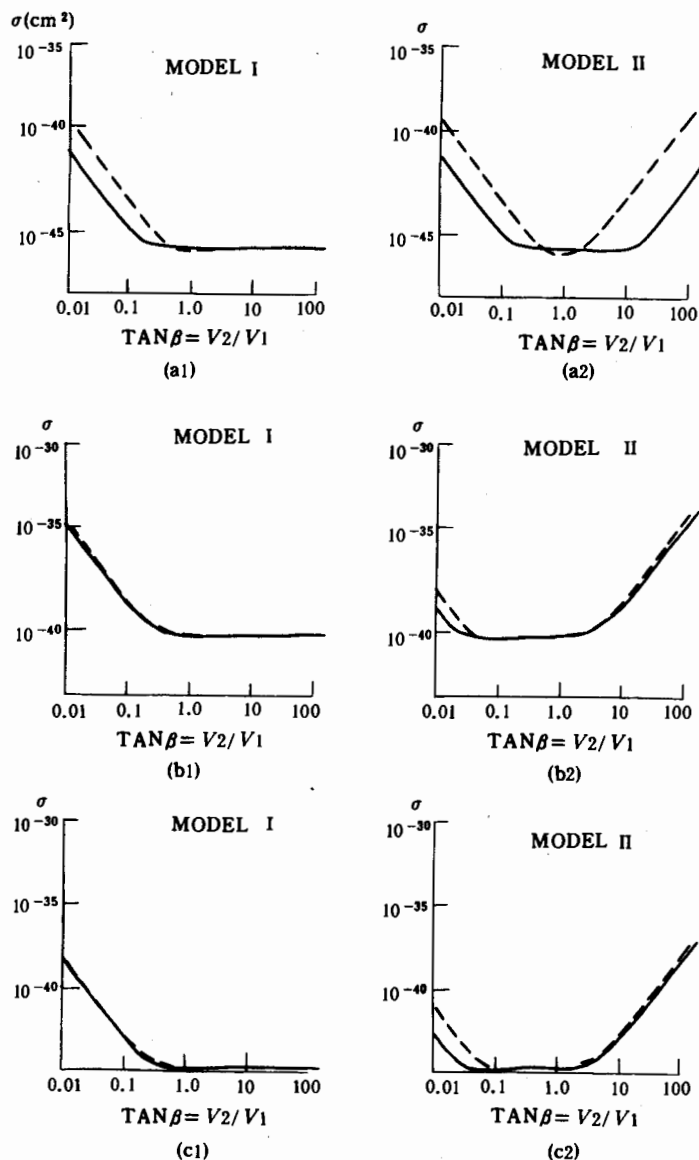 σ(cm²)
10⁻³⁵
10⁻⁴⁰
10⁻⁴⁵
MODEL I
0.01 0.1 1.0 10 100
TANβ = V2/V1
(a1)
σ
10⁻³⁵
10⁻⁴⁰
10⁻⁴⁵
MODEL II
0.01 0.1 1.0 10 100
TANβ = V2/V1
(a2)
σ
10⁻³⁰
10⁻³⁵
10⁻⁴⁰
MODEL I
0.01 0.1 1.0 10 100
TANβ = V2/V1
(b1)
σ
10⁻³⁰
10⁻³⁵
10⁻⁴⁰
MODEL II
0.01 0.1 1.0 10 100
TANβ = V2/V1
(b2)
σ
10⁻³⁰
10⁻³⁵
10⁻⁴⁰
MODEL I
0.01 0.1 1.0 10 100
TANβ = V2/V1
(c1)
σ
10⁻³⁰
10⁻³⁵
10⁻⁴⁰
MODEL II
0.01 0.1 1.0 10 100
TANβ = V2/V1
(c2)